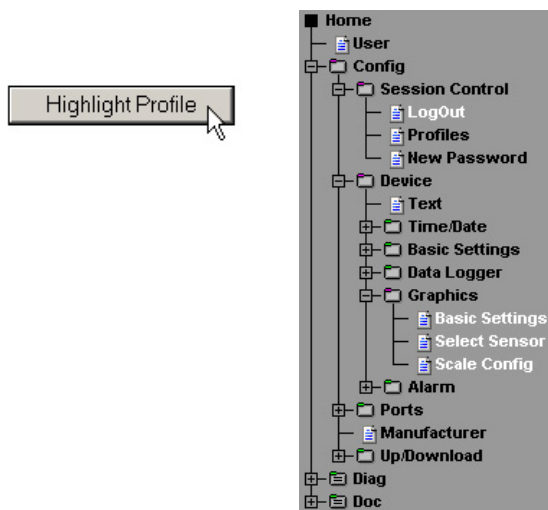 Highlight Profile
Home
User
Config
Session Control
LogOut
Profiles
New Password
Device
Text
Time/Date
Basic Settings
Data Logger
Graphics
Basic Settings
Select Sensor
Scale Config
Alarm
Ports
Manufacturer
Up/Download
Diag
Doc